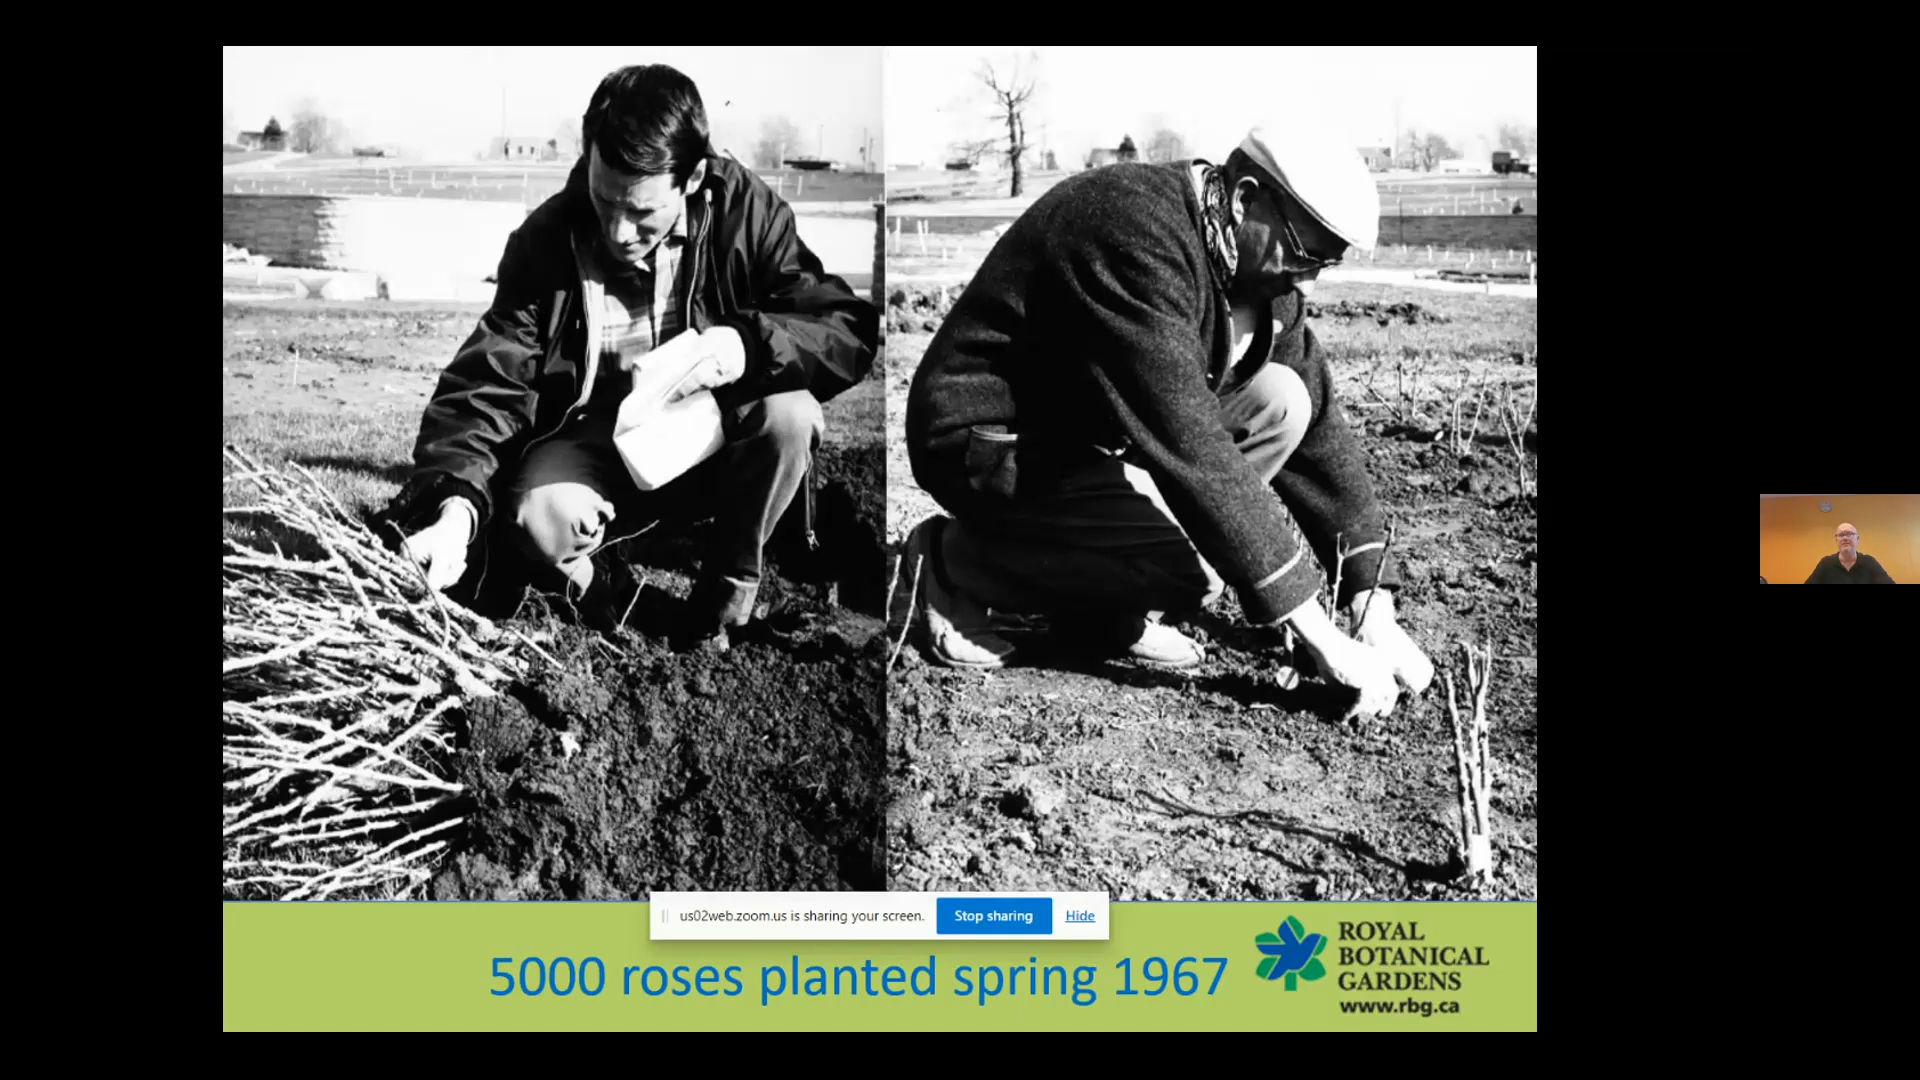 us02web.zoom.us is sharing your screen.
Stop sharing
Hide
5000 roses planted spring 1967
ROYAL
BOTANICAL
GARDENS
www.rbg.ca